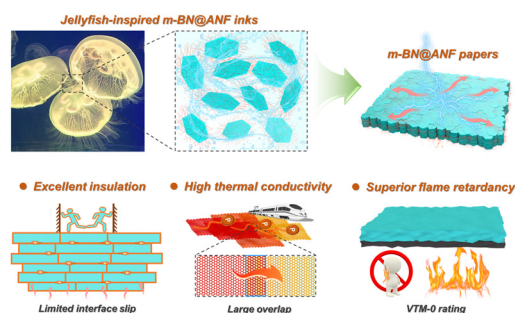 Jellyfish-inspired m-BN@ANF inks
m-BN@ANF papers
Excellent insulation
High thermal conductivity
Superior flame retardancy
Limited interface slip
Large overlap
VTM-0 rating